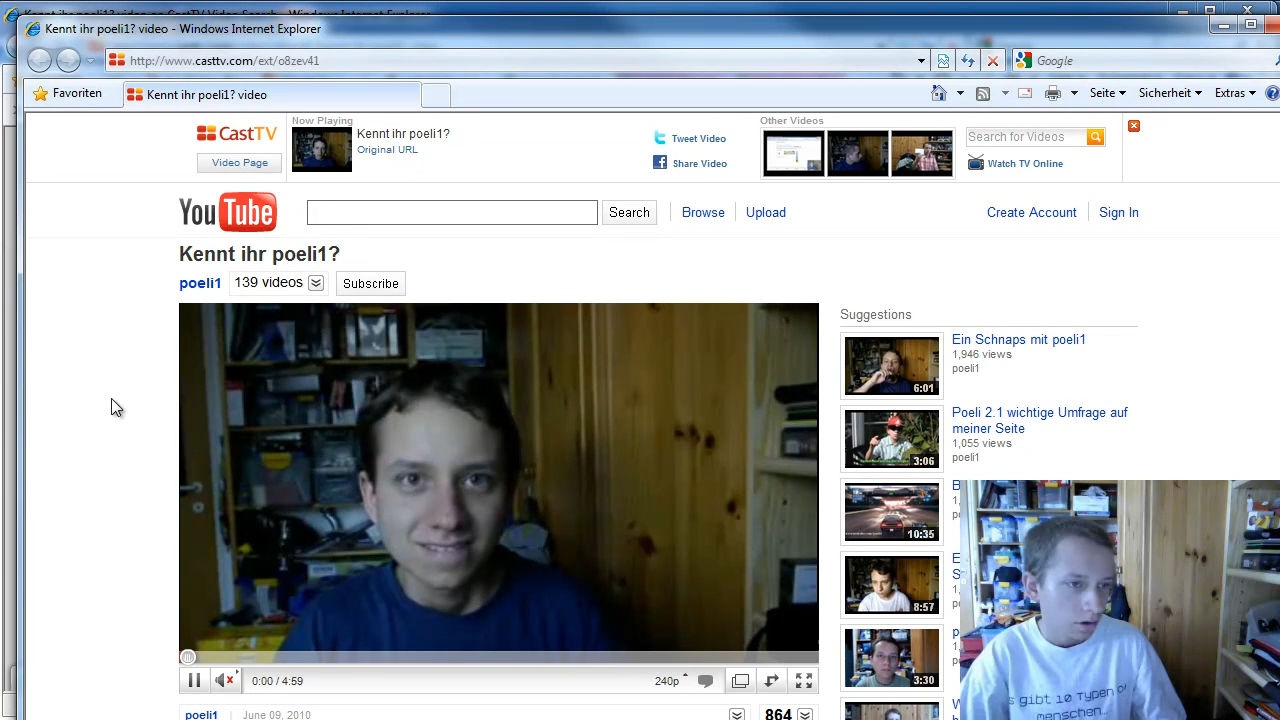 Kennt ihr poeli1? video - Windows Internet Explorer
http://www.casttv.com/ext/o8zev41
Google
Favoriten
Kennt ihr poeli1? video
Seite
Sicherheit
Extras
CastTV
Video Page
Now Playing
Kennt ihr poeli1?
Original URL
Tweet Video
Share Video
Other Videos
Search for Videos
Watch TV Online
YouTube
Search
Browse
Upload
Create Account
Sign In
Kennt ihr poeli1?
poeli1
139 videos
Subscribe
Suggestions
Ein Schnaps mit poeli1
1,946 views
poeli1
6:01
Poeli 2.1 wichtige Umfrage auf
meiner Seite
1,055 views
poeli1
3:06
10:35
8:57
3:30
0:00 / 4:59
240p
poeli1
June 09, 2010
864
s gibt 10 Typen
menschen...